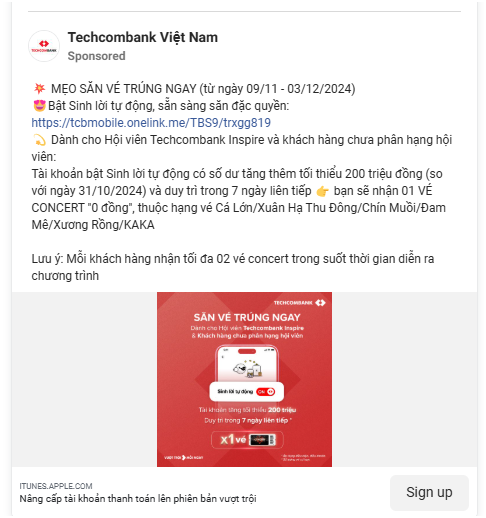 Techcombank Việt Nam
TECHCOMBANK
Sponsored
💥 MẸO SĂN VÉ TRÚNG NGAY (từ ngày 09/11 - 03/12/2024)
😍Bật Sinh lời tự động, sẵn sàng săn đặc quyền:
https://tcbmobile.onelink.me/TBS9/trxgg819
💫 Dành cho Hội viên Techcombank Inspire và khách hàng chưa phân hạng hội
viên:
Tài khoản bật Sinh lời tự động có số dư tăng thêm tối thiểu 200 triệu đồng (so
với ngày 31/10/2024) và duy trì trong 7 ngày liên tiếp 👉 bạn sẽ nhận 01 VÉ
CONCERT "0 đồng", thuộc hạng vé Cá Lớn/Xuân Hạ Thu Đông/Chín Muồi/Đam
Mê/Xương Rồng/KAKA
Lưu ý: Mỗi khách hàng nhận tối đa 02 vé concert trong suốt thời gian diễn ra
chương trình
TECHCOMBANK
SĂN VÉ TRÚNG NGAY
Dành cho Hội viên Techcombank Inspire
& Khách hàng chưa phân hạng hội viên
Sinh lời tự động ON
Tài khoản tăng tối thiểu 200 triệu
Duy trì trong 7 ngày liên tiếp *
x1 vé
VƯỢT TRỘI HƠN MỖI NGÀY
ITUNES.APPLE.COM
Nâng cấp tài khoản thanh toán lên phiên bản vượt trội
Sign up